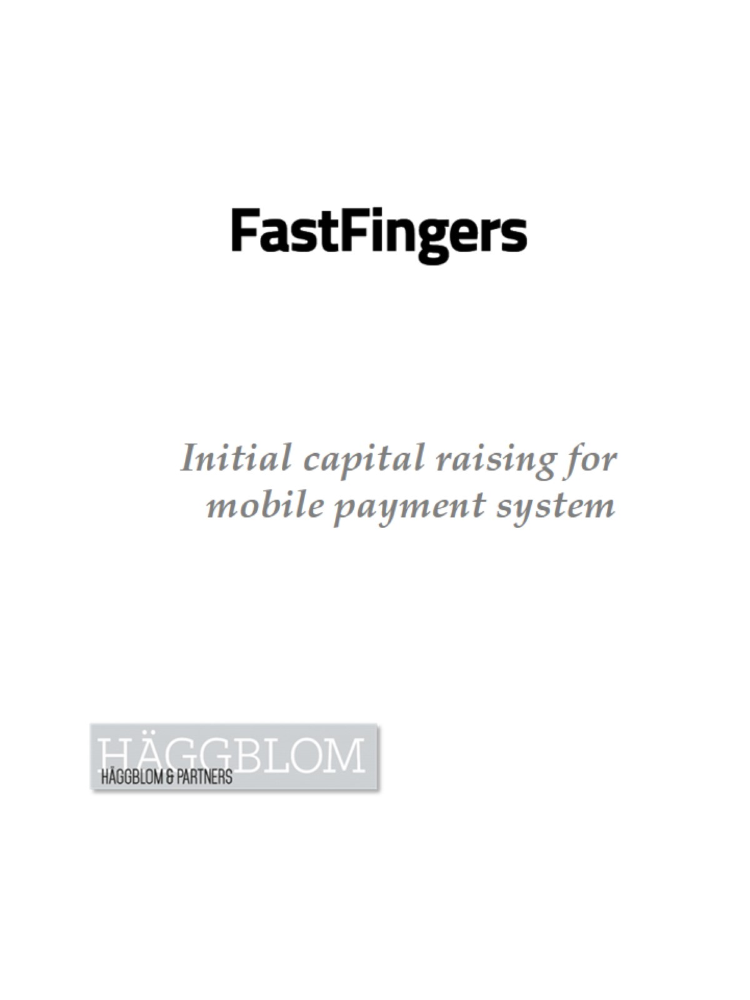 FastFingers
Initial capital raising for
mobile payment system
HÄGGBLOM
HÄGGBLOM & PARTNERS